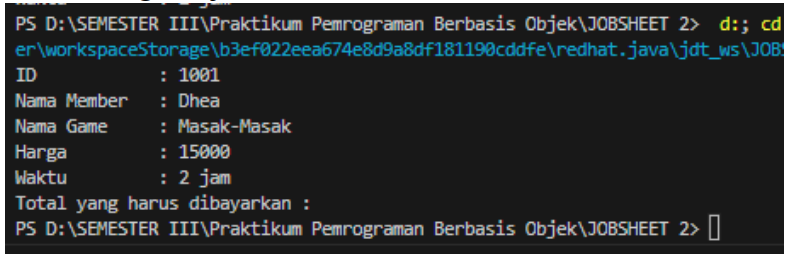 PS D:\SEMESTER III\Praktikum Pemrograman Berbasis Objek\JOBSHEET 2> d:; cd
er\workspaceStorage\b3ef022eea674e8d9a8df181190cddfe\redhat.java\jdt_ws\JOBS
ID : 1001
Nama Member : Dhea
Nama Game : Masak-Masak
Harga : 15000
Waktu : 2 jam
Total yang harus dibayarkan :
PS D:\SEMESTER III\Praktikum Pemrograman Berbasis Objek\JOBSHEET 2>